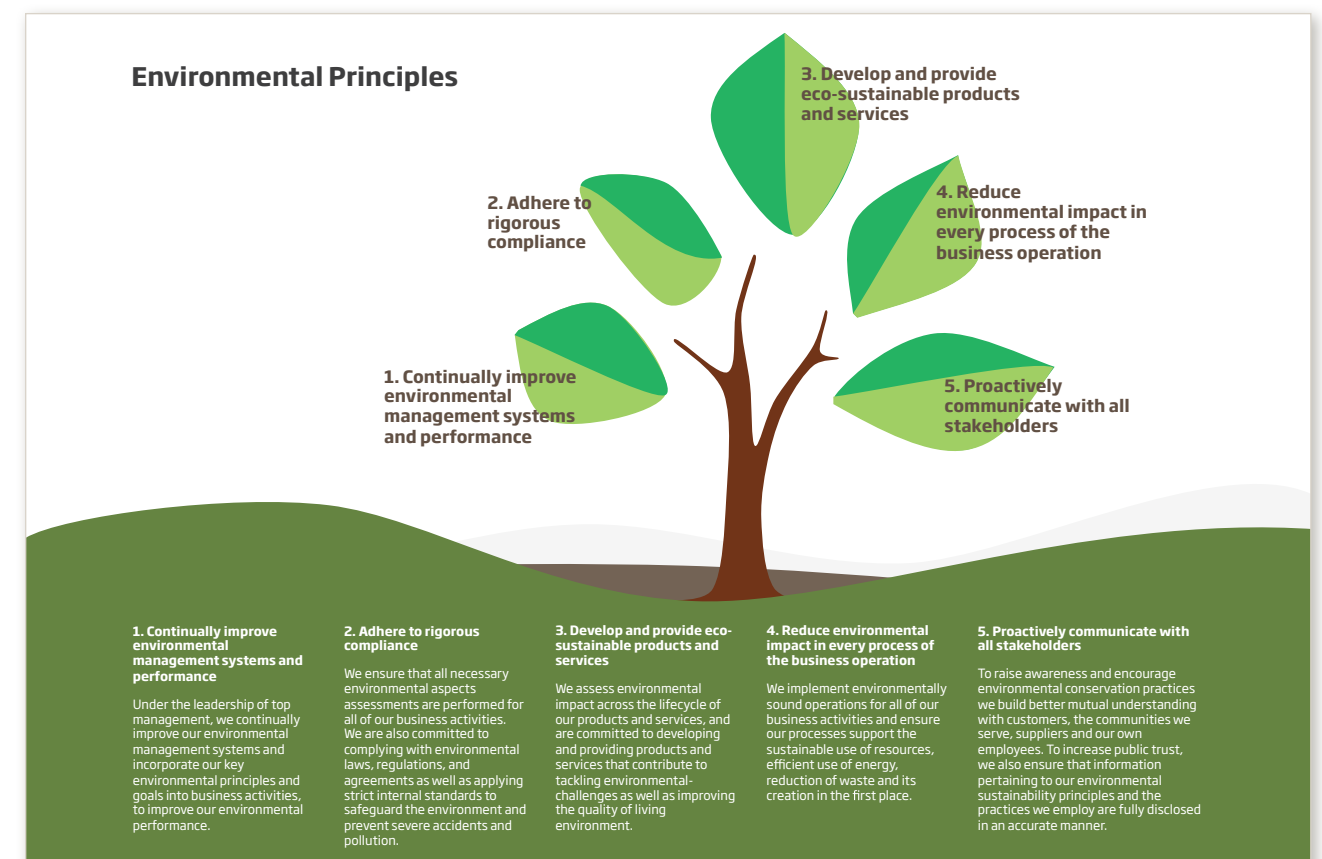 Environmental Principles
3. Develop and provide
eco-sustainable products
and services
2. Adhere to
rigorous
compliance
4. Reduce
environmental impact in
every process of the
business operation
1. Continually improve
environmental
management systems
and performance
5. Proactively
communicate with all
stakeholders
1. Continually improve
environmental
management systems and
performance
Under the leadership of top
management, we continually
improve our environmental
management systems and
incorporate our key
environmental principles and
goals into business activities,
to improve our environmental
performance.
2. Adhere to rigorous
compliance
We ensure that all necessary
environmental aspects
assessments are performed for
all of our business activities.
We are also committed to
complying with environmental
laws, regulations, and
agreements as well as applying
strict internal standards to
safeguard the environment and
prevent severe accidents and
pollution.
3. Develop and provide eco-
sustainable products and
services
We assess environmental
impact across the lifecycle of
our products and services, and
are committed to developing
and providing products and
services that contribute to
tackling environmental-
challenges as well as improving
the quality of living
environment.
4. Reduce environmental
impact in every process of
the business operation
We implement environmentally
sound operations for all of our
business activities and ensure
our processes support the
sustainable use of resources,
efficient use of energy,
reduction of waste and its
creation in the first place.
5. Proactively communicate with
all stakeholders
To raise awareness and encourage
environmental conservation practices
we build better mutual understanding
with customers, the communities we
serve, suppliers and our own
employees. To increase public trust,
we also ensure that information
pertaining to our environmental
sustainability principles and the
practices we employ are fully disclosed
in an accurate manner.